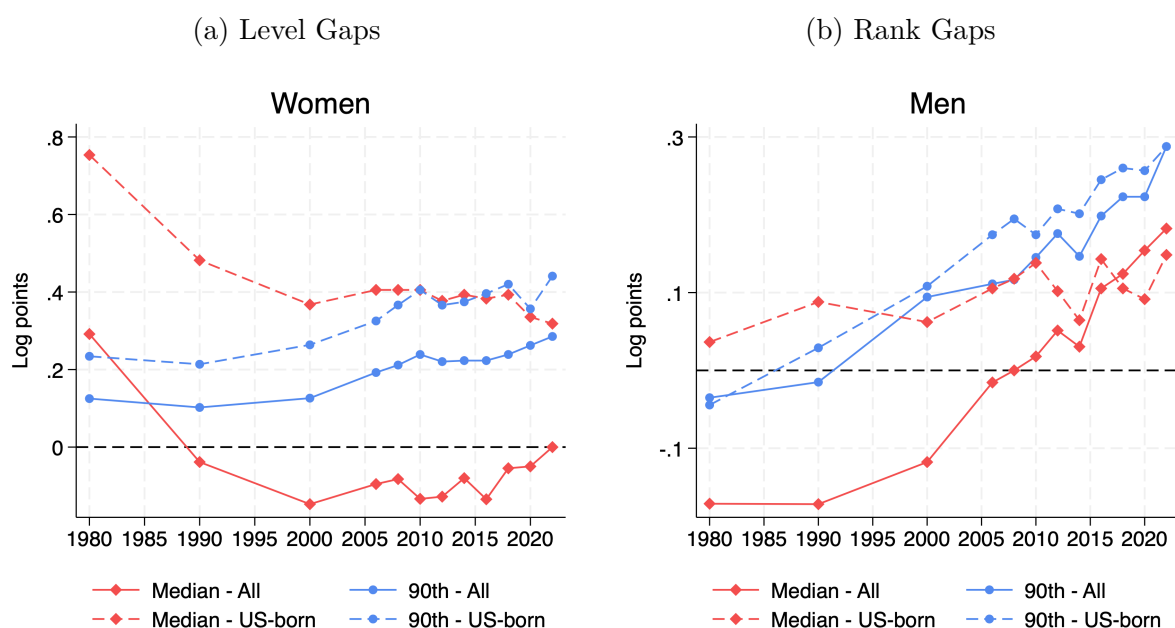 (a) Level Gaps
(b) Rank Gaps
Women
Log points
.8
.6
.4
.2
0
1980 1985 1990 1995 2000 2005 2010 2015 2020
Median - All
90th - All
Median - US-born
90th - US-born
Men
Log points
.3
.1
-.1
1980 1985 1990 1995 2000 2005 2010 2015 2020
Median - All
90th - All
Median - US-born
90th - US-born